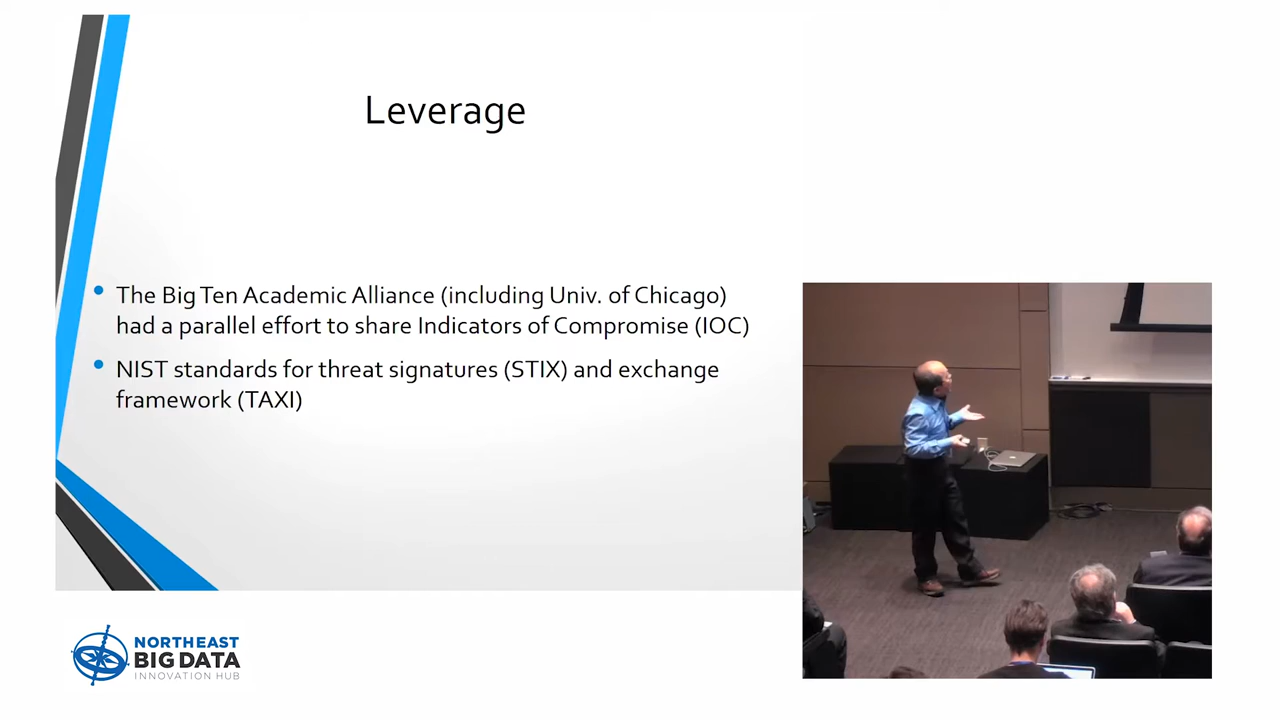 Leverage
The Big Ten Academic Alliance (including Univ. of Chicago)
had a parallel effort to share Indicators of Compromise (IOC)
NIST standards for threat signatures (STIX) and exchange
framework (TAXI)
NORTHEAST
BIG DATA
INNOVATION HUB